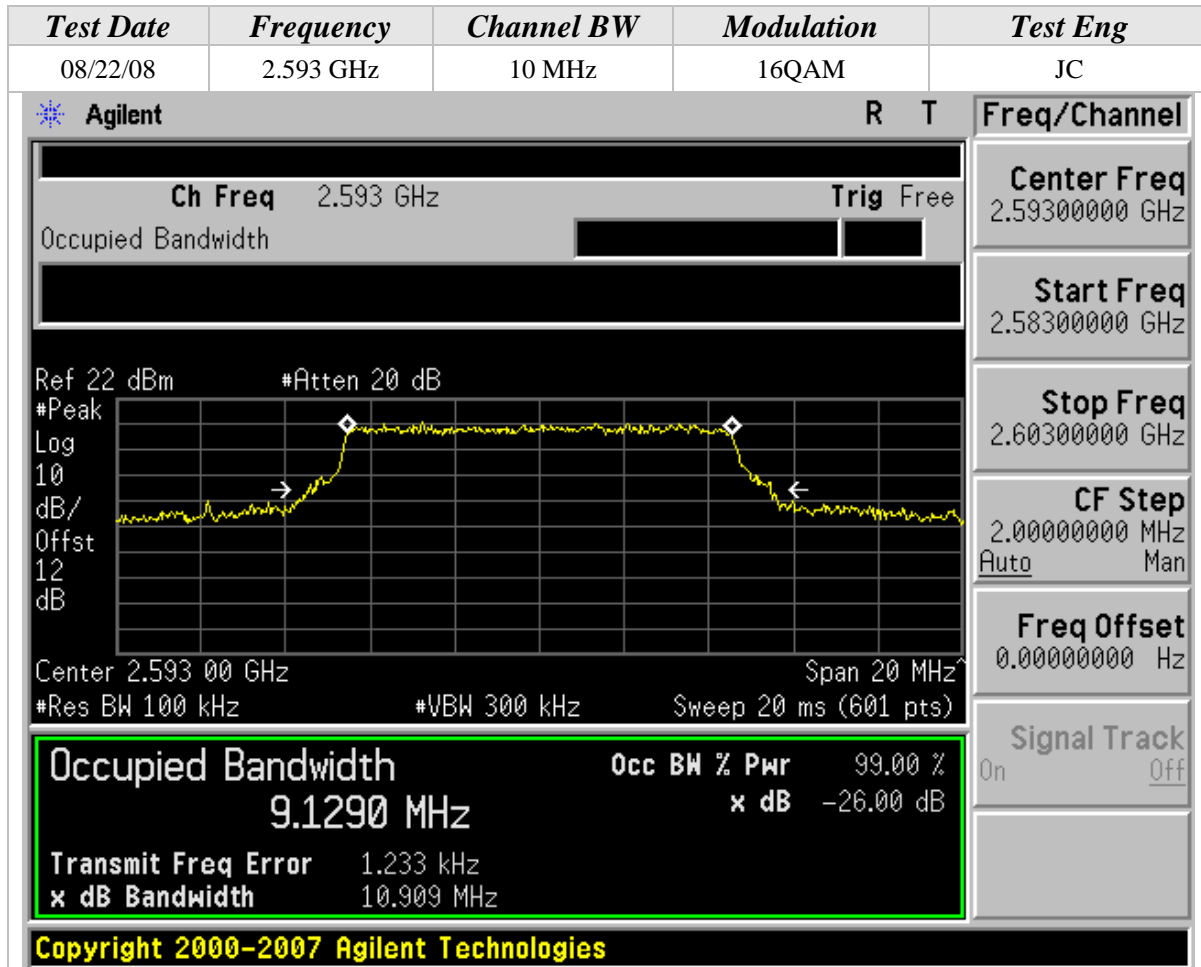 Test Date Frequency Channel BW Modulation Test Eng
08/22/08 2.593 GHz 10 MHz 16QAM JC
Agilent R T Freq/Channel
Ch Freq 2.593 GHz Trig Free
Occupied Bandwidth
Center Freq
2.59300000 GHz
Start Freq
2.58300000 GHz
Stop Freq
2.60300000 GHz
CF Step
2.00000000 MHz
Auto Man
Freq Offset
0.00000000 Hz
Signal Track
On Off
Ref 22 dBm #Atten 20 dB
#Peak
Log
10
dB/
Offst
12
dB
Center 2.593 00 GHz Span 20 MHz^
#Res BW 100 kHz #VBW 300 kHz Sweep 20 ms (601 pts)
Occupied Bandwidth Occ BW % Pwr 99.00 %
9.1290 MHz x dB -26.00 dB
Transmit Freq Error 1.233 kHz
x dB Bandwidth 10.909 MHz
Copyright 2000-2007 Agilent Technologies